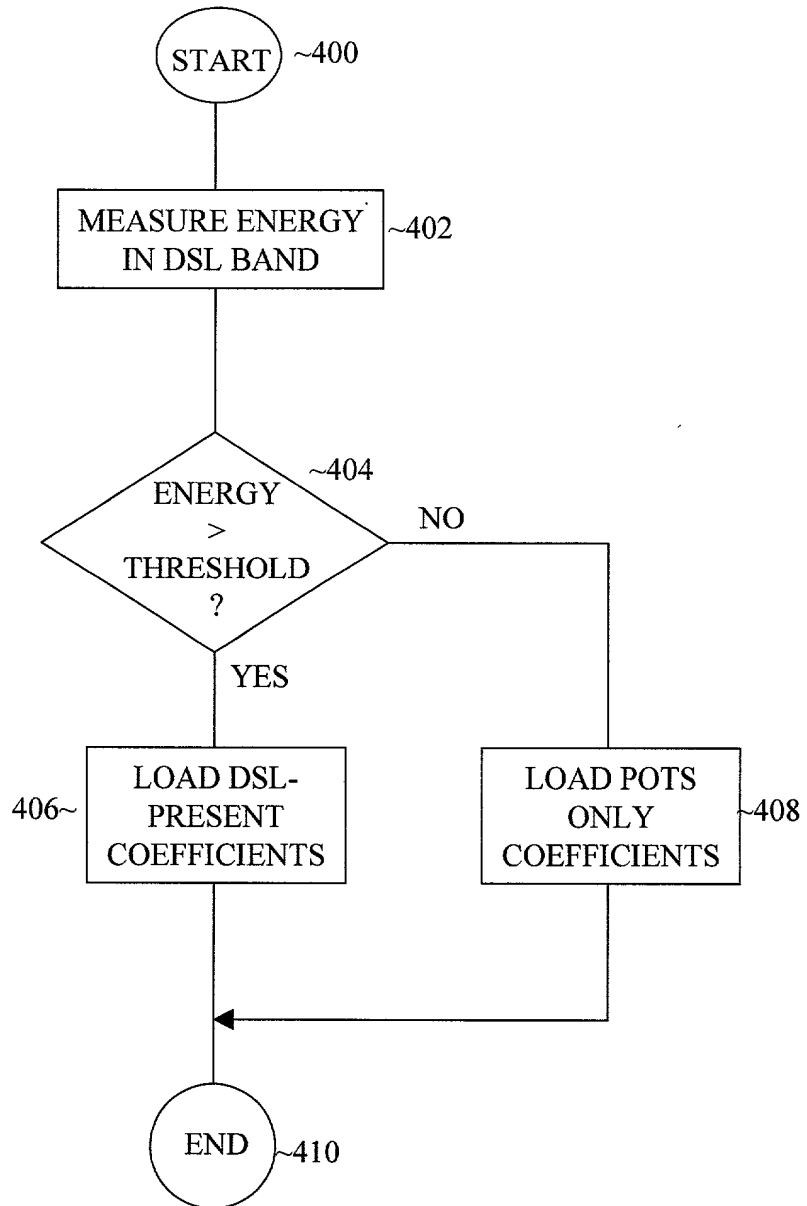 START ~400
MEASURE ENERGY
IN DSL BAND
~402
~404
ENERGY
>
THRESHOLD
?
NO
YES
406~
LOAD DSL-
PRESENT
COEFFICIENTS
LOAD POTS
ONLY
COEFFICIENTS
~408
END ~410